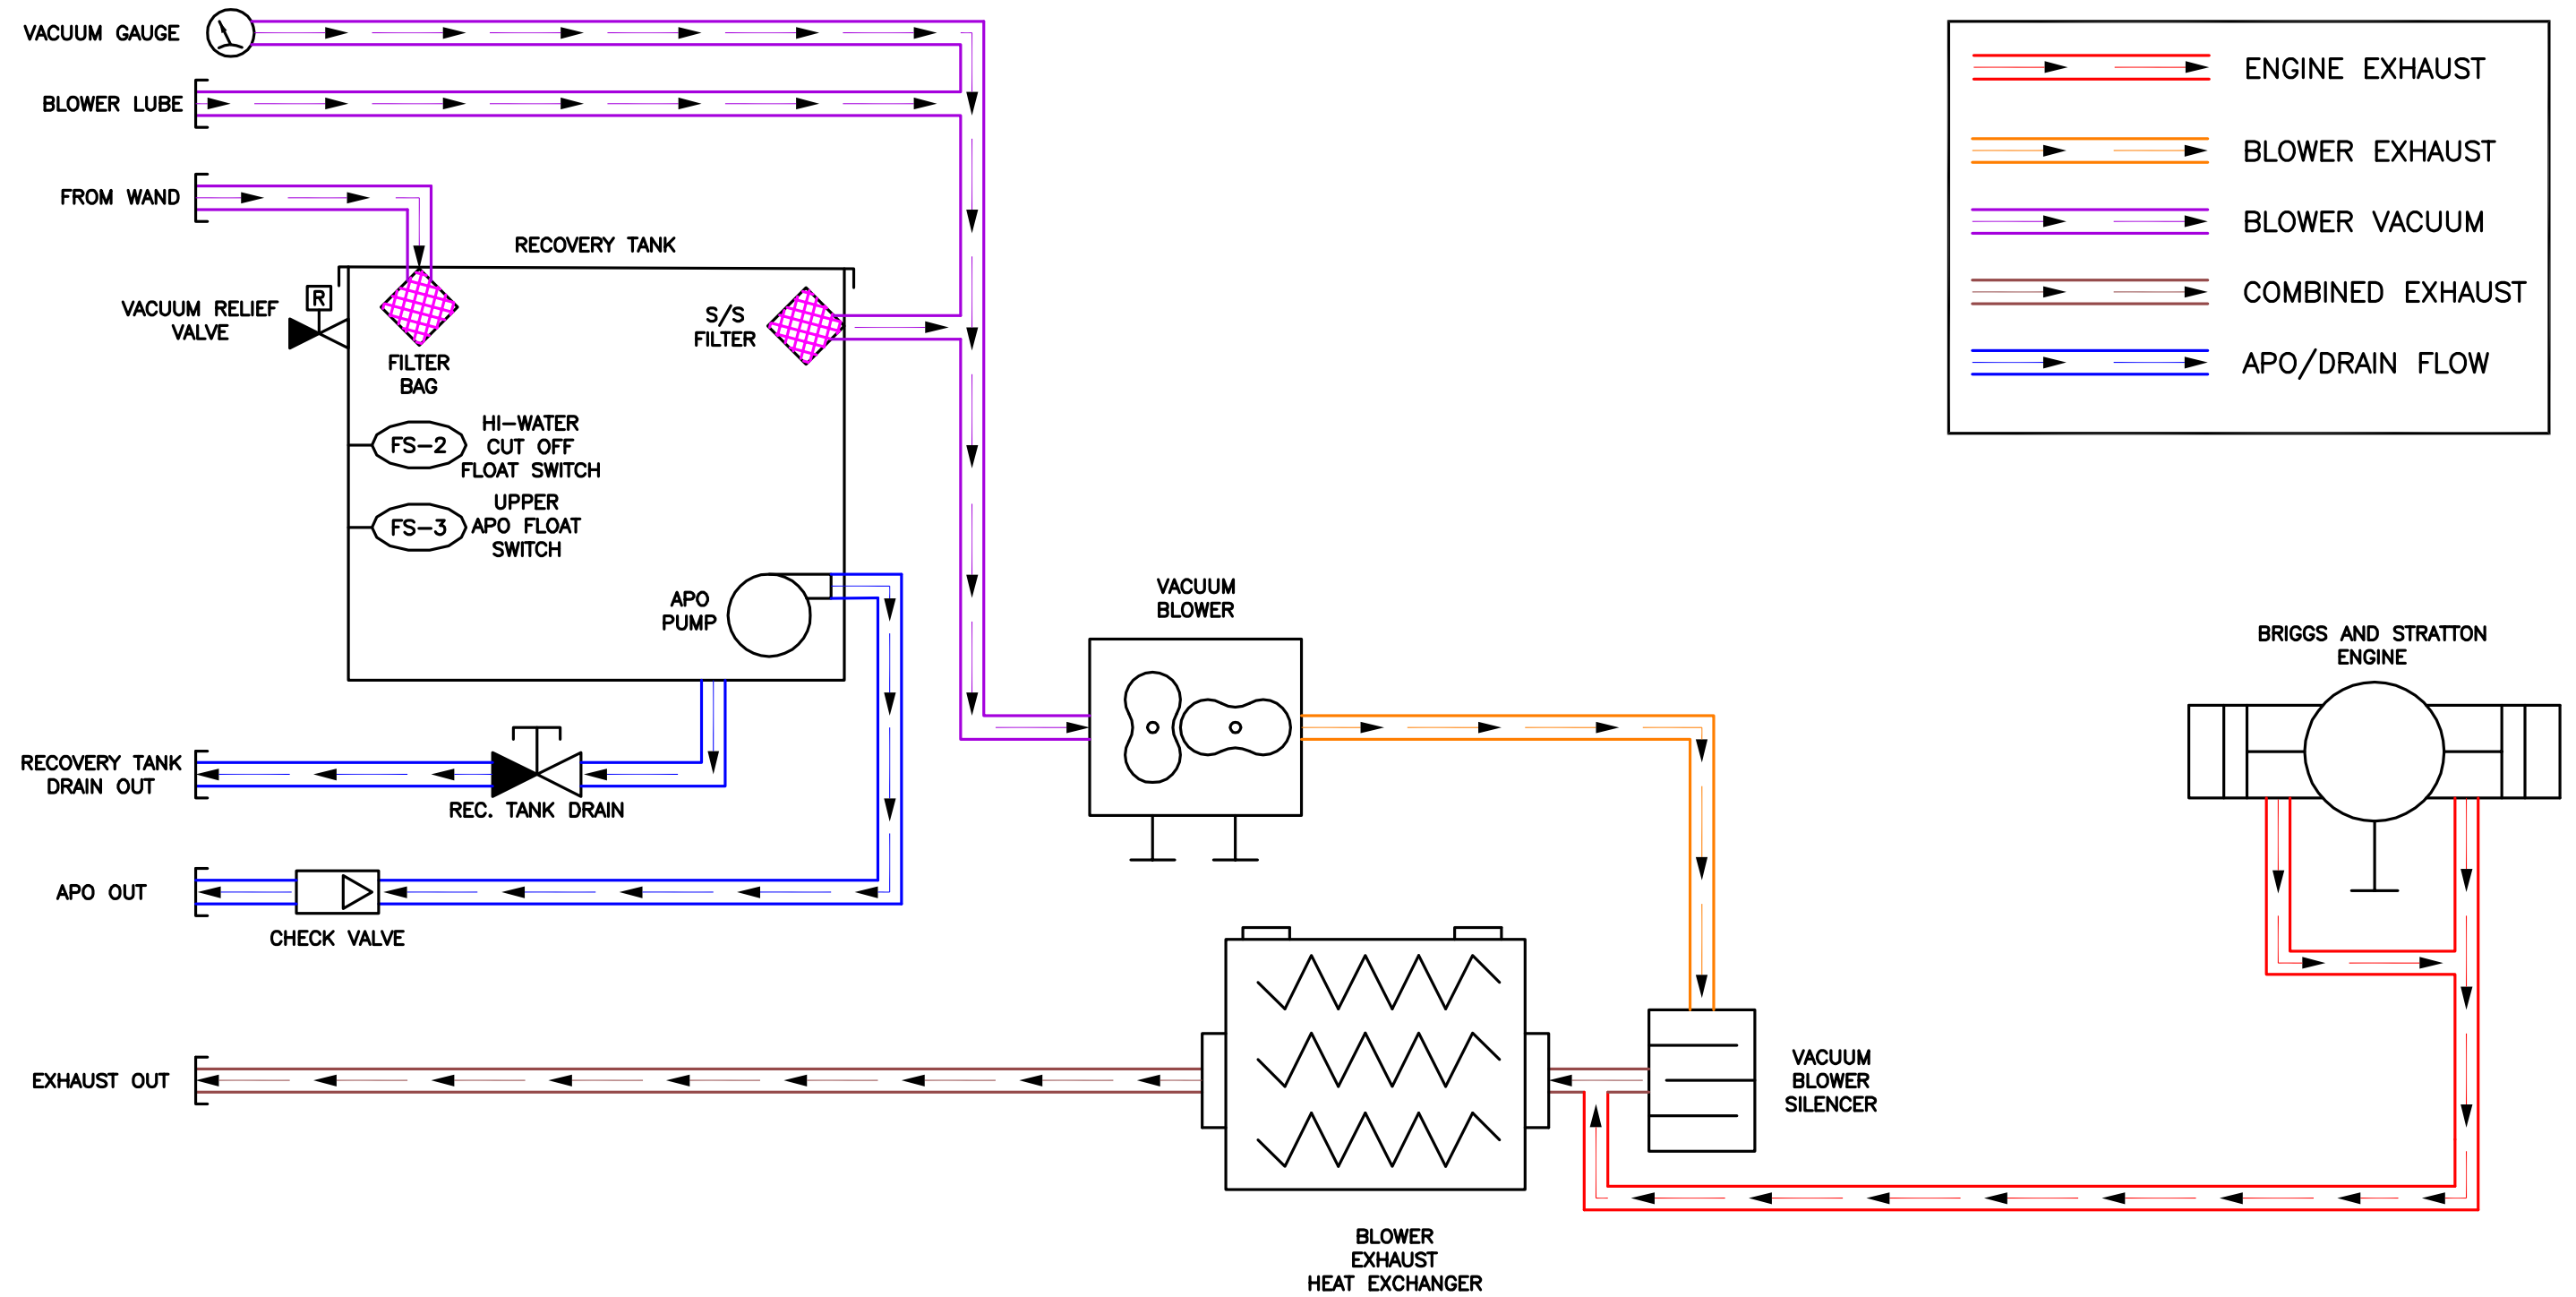 VACUUM GAUGE
BLOWER LUBE
FROM WAND
RECOVERY TANK
VACUUM RELIEF
VALVE
R
FILTER
BAG
S/S
FILTER
FS-2
HI-WATER
CUT OFF
FLOAT SWITCH
FS-3
UPPER
APO FLOAT
SWITCH
APO
PUMP
RECOVERY TANK
DRAIN OUT
REC. TANK DRAIN
APO OUT
CHECK VALVE
EXHAUST OUT
VACUUM
BLOWER
BLOWER
EXHAUST
HEAT EXCHANGER
VACUUM
BLOWER
SILENCER
BRIGGS AND STRATTON
ENGINE
ENGINE EXHAUST
BLOWER EXHAUST
BLOWER VACUUM
COMBINED EXHAUST
APO/DRAIN FLOW